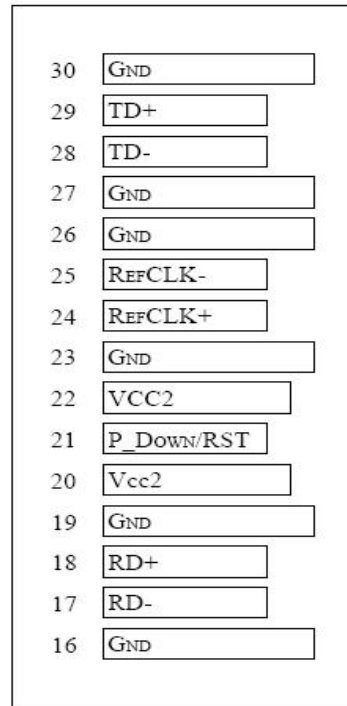 30 GND
29 TD+
28 TD-
27 GND
26 GND
25 REFCLK-
24 REFCLK+
23 GND
22 VCC2
21 P_DOWN/RST
20 Vcc2
19 GND
18 RD+
17 RD-
16 GND